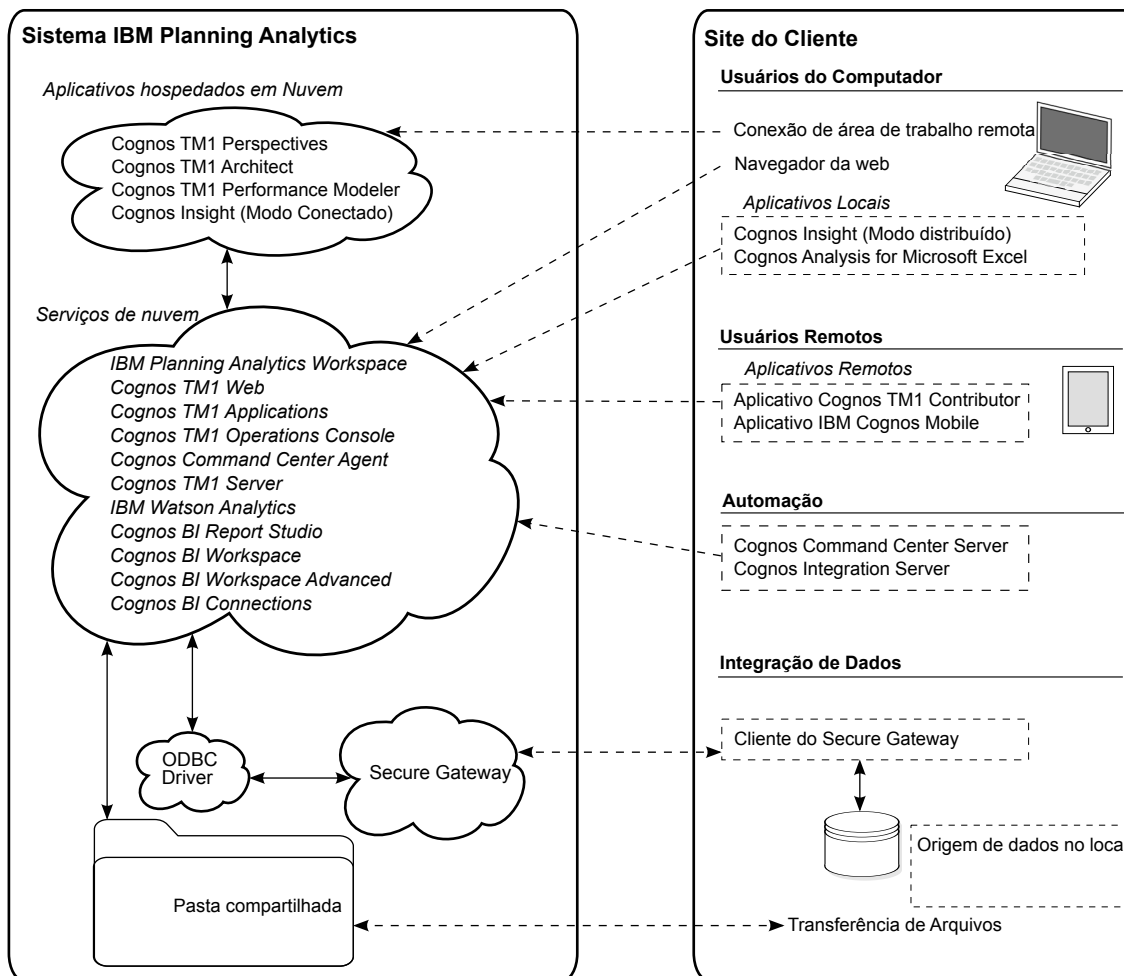 Sistema IBM Planning Analytics
Aplicativos hospedados em Nuvem
Cognos TM1 Perspectives
Cognos TM1 Architect
Cognos TM1 Performance Modeler
Cognos Insight (Modo Conectado)
Serviços de nuvem
IBM Planning Analytics Workspace
Cognos TM1 Web
Cognos TM1 Applications
Cognos TM1 Operations Console
Cognos Command Center Agent
Cognos TM1 Server
IBM Watson Analytics
Cognos BI Report Studio
Cognos BI Workspace
Cognos BI Workspace Advanced
Cognos BI Connections
ODBC
Driver
Secure Gateway
Pasta compartilhada
Site do Cliente
Usuários do Computador
Conexão de área de trabalho remota
Navegador da web
Aplicativos Locais
Cognos Insight (Modo distribuído)
Cognos Analysis for Microsoft Excel
Usuários Remotos
Aplicativos Remotos
Aplicativo Cognos TM1 Contributor
Aplicativo IBM Cognos Mobile
Automação
Cognos Command Center Server
Cognos Integration Server
Integração de Dados
Cliente do Secure Gateway
Origem de dados no loca
Transferência de Arquivos